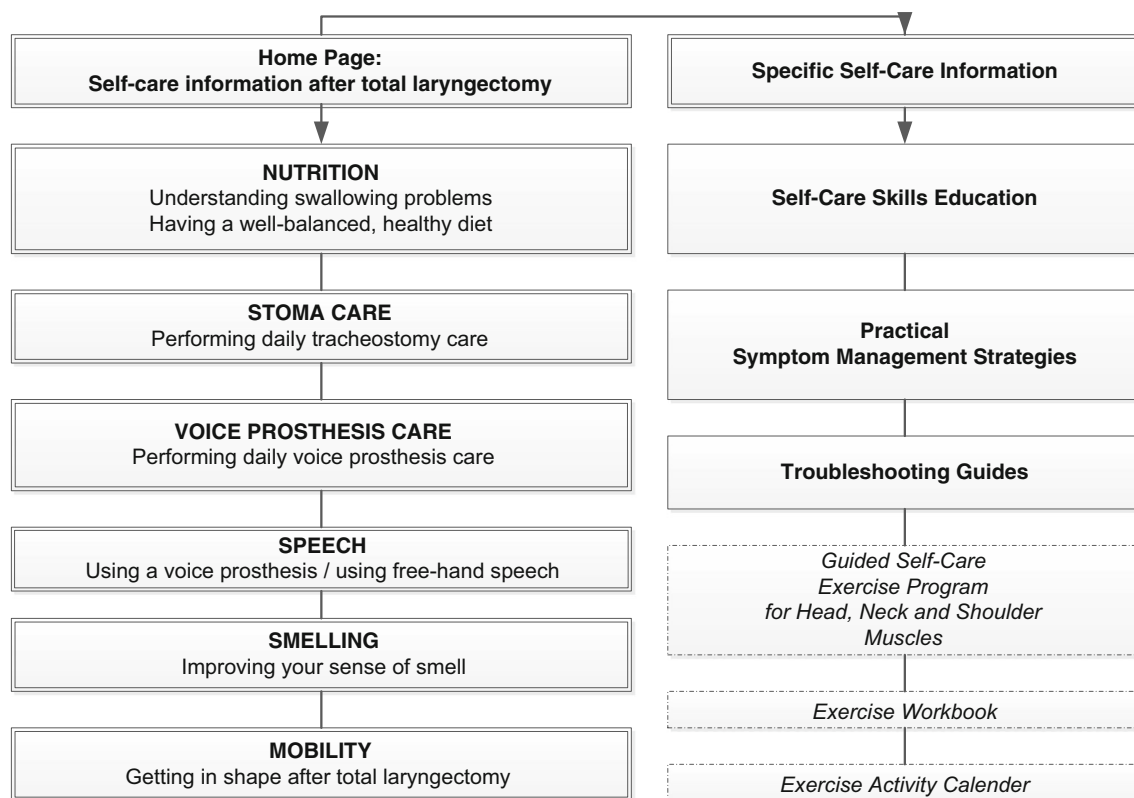 Home Page:
Self-care information after total laryngectomy
NUTRITION
Understanding swallowing problems
Having a well-balanced, healthy diet
STOMA CARE
Performing daily tracheostomy care
VOICE PROSTHESIS CARE
Performing daily voice prosthesis care
SPEECH
Using a voice prosthesis / using free-hand speech
SMELLING
Improving your sense of smell
MOBILITY
Getting in shape after total laryngectomy
Specific Self-Care Information
Self-Care Skills Education
Practical
Symptom Management Strategies
Troubleshooting Guides
Guided Self-Care
Exercise Program
for Head, Neck and Shoulder
Muscles
Exercise Workbook
Exercise Activity Calender